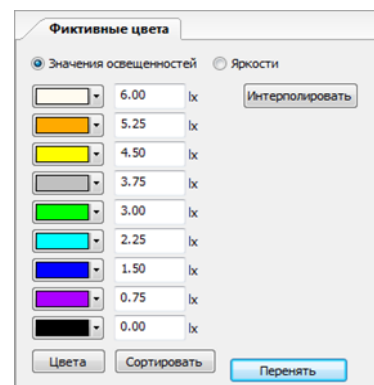 Фиктивные цвета
Значения освещенностей Яркости
6.00 lx Интерполировать
5.25 lx
4.50 lx
3.75 lx
3.00 lx
2.25 lx
1.50 lx
0.75 lx
0.00 lx
Цвета Сортировать Перенять